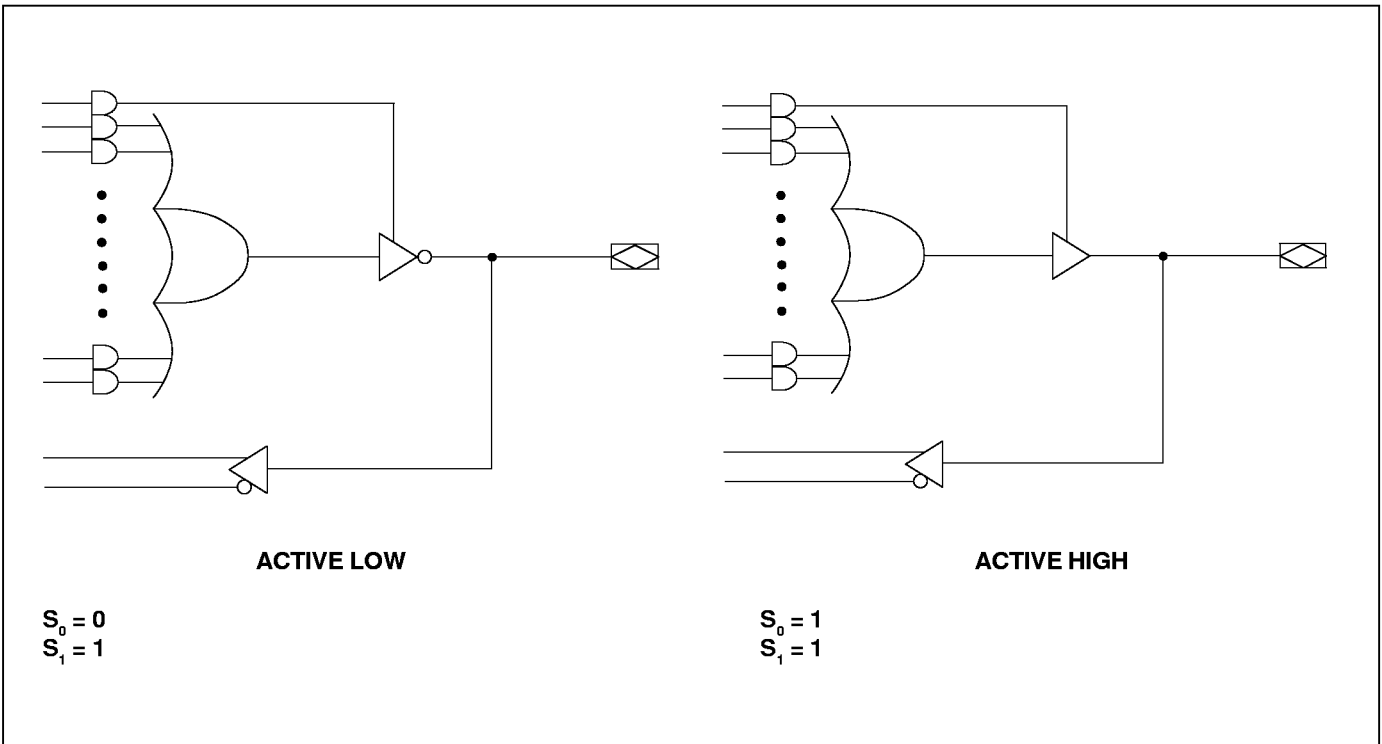 ACTIVE LOW
S₀ = 0
S₁ = 1
ACTIVE HIGH
S₀ = 1
S₁ = 1